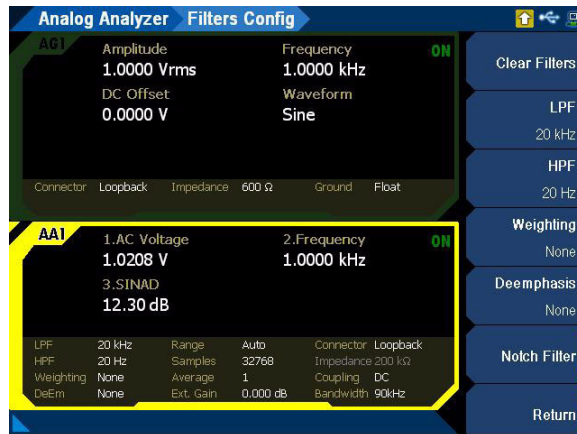 Analog Analyzer Filters Config
AG1
Amplitude Frequency ON
1.0000 Vrms 1.0000 kHz
DC Offset Waveform
0.0000 V Sine
Connector Loopback Impedance 600 Ω Ground Float
AA1
1.AC Voltage 2.Frequency ON
1.0208 V 1.0000 kHz
3.SINAD
12.30 dB
LPF 20 kHz Range Auto Connector Loopback
HPF 20 Hz Samples 32768 Impedance 200 kΩ
Weighting None Average 1 Coupling DC
DeEm None Ext. Gain 0.000 dB Bandwidth 90kHz
Clear Filters
LPF
20 kHz
HPF
20 Hz
Weighting
None
Deemphasis
None
Notch Filter
Return